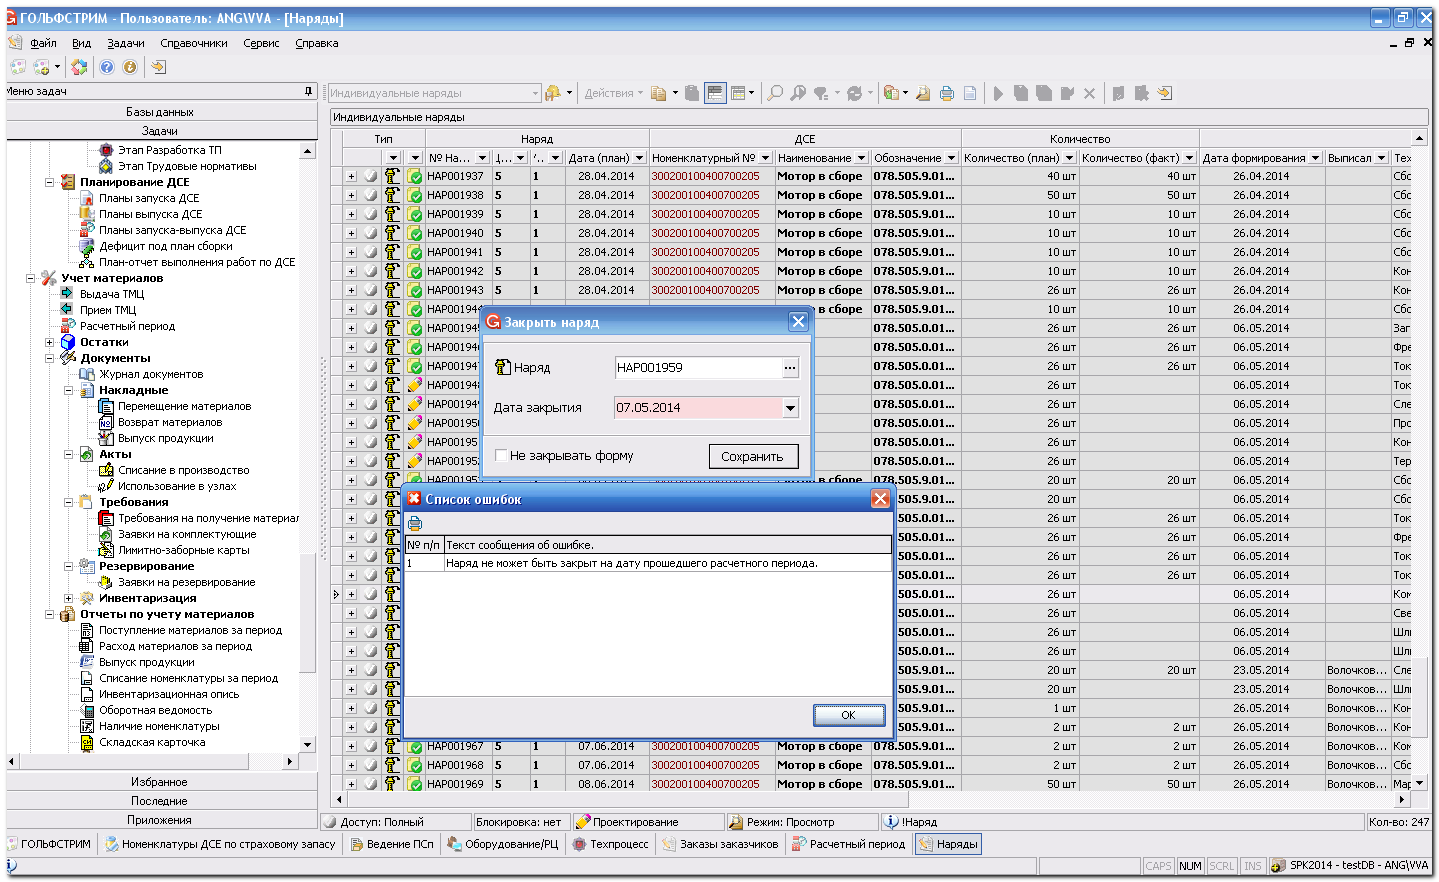 ГОЛЬФСТРИМ - Пользователь: ANG\VVA - [Наряды]
Файл Вид Задачи Справочники Сервис Справка
Меню задач
Индивидуальные наряды Действия
Базы данных
Задачи
Этап Разработка ТП
Этап Трудовые нормативы
Планирование ДСЕ
Планы запуска ДСЕ
Планы выпуска ДСЕ
Планы запуска-выпуска ДСЕ
Дефицит под план сборки
План-отчет выполнения работ по ДСЕ
Учет материалов
Выдача ТМЦ
Прием ТМЦ
Расчетный период
Остатки
Документы
Журнал документов
Накладные
Перемещение материалов
Возврат материалов
Выпуск продукции
Акты
Списание в производство
Использование в узлах
Требования
Требования на получение материал
Заявки на комплектующие
Лимитно-заборные карты
Резервирование
Заявки на резервирование
Инвентаризация
Отчеты по учету материалов
Поступление материалов за период
Расход материалов за период
Выпуск продукции
Списание номенклатуры за период
Инвентаризационная опись
Оборотная ведомость
Наличие номенклатуры
Складская карточка
Избранное
Последние
Приложения
Индивидуальные наряды
Тип Наряд ДСЕ Количество
№ На... Ц... Дата (план) Номенклатурный № Наименование Обозначение Количество (план) Количество (факт) Дата формирования Выписал Тех
НАР001937 5 1 28.04.2014 300200100400700205 Мотор в сборе 078.505.9.01... 40 шт 40 шт 26.04.2014 Сбо
НАР001938 5 1 28.04.2014 300200100400700205 Мотор в сборе 078.505.9.01... 50 шт 50 шт 26.04.2014 Сбо
НАР001939 5 1 28.04.2014 300200100400700205 Мотор в сборе 078.505.9.01... 10 шт 10 шт 26.04.2014 Сбо
НАР001940 5 1 28.04.2014 300200100400700205 Мотор в сборе 078.505.9.01... 10 шт 10 шт 26.04.2014 Сбо
НАР001941 5 1 28.04.2014 300200100400700205 Мотор в сборе 078.505.9.01... 10 шт 10 шт 26.04.2014 Сбо
НАР001942 5 1 28.04.2014 300200100400700205 Мотор в сборе 078.505.9.01... 10 шт 10 шт 26.04.2014 Кон
НАР001943 5 1 28.04.2014 300200100400700205 Мотор в сборе 078.505.9.01... 26 шт 26 шт 26.04.2014 Кон
НАР001944 ор в сборе 078.505.9.01... 10 шт 10 шт 26.04.2014 Сбо
НАР00194 078.505.0.01... 26 шт 26 шт 06.05.2014 Заг
НАР00194 078.505.0.01... 26 шт 26 шт 06.05.2014 Фре
НАР001947 078.505.0.01... 26 шт 26 шт 06.05.2014 Ток
НАР001948 078.505.0.01... 26 шт 06.05.2014 Ток
НАР00194 078.505.0.01... 26 шт 06.05.2014 Сле
НАР00195 078.505.0.01... 26 шт 06.05.2014 Про
НАР00195 078.505.0.01... 26 шт 06.05.2014 Кон
НАР00195 078.505.0.01... 26 шт 06.05.2014 Тер
НАР00195 ор в сборе 078.505.9.01... 20 шт 20 шт 06.05.2014 Сбо
505.9.01... 20 шт 20 шт 06.05.2014 Сбо
505.0.01... 26 шт 26 шт 06.05.2014 Ток
505.0.01... 26 шт 26 шт 06.05.2014 Фре
505.0.01... 26 шт 26 шт 06.05.2014 Ток
505.0.01... 26 шт 26 шт 06.05.2014 Ток
505.0.01... 26 шт 06.05.2014 Ком
505.0.01... 26 шт 06.05.2014 Све
505.0.01... 26 шт 06.05.2014 Шли
505.0.01... 26 шт 06.05.2014 Шли
505.9.01... 20 шт 20 шт 23.05.2014 Волочков... Сле
505.9.01... 20 шт 23.05.2014 Волочков... Шли
505.9.01... 1 шт 26.05.2014 Волочков... Кон
505.9.01... 2 шт 2 шт 26.05.2014 Волочков... Кон
НАР001967 5 1 07.06.2014 300200100400700205 Мотор в сборе 078.505.9.01... 2 шт 2 шт 26.05.2014 Волочков... Ком
НАР001968 5 1 07.06.2014 300200100400700205 Мотор в сборе 078.505.9.01... 2 шт 2 шт 26.05.2014 Волочков... Сбо
НАР001969 5 1 08.06.2014 300200100400700205 Мотор в сборе 078.505.9.01... 50 шт 50 шт 26.05.2014 Волочков... Мар
Закрыть наряд
Наряд НАР001959 ...
Дата закрытия 07.05.2014
Не закрывать форму Сохранить
Список ошибок
№ п/п Текст сообщения об ошибке.
1 Наряд не может быть закрыт на дату прошедшего расчетного периода.
OK
Доступ: Полный Блокировка: нет Проектирование Режим: Просмотр !Наряд Кол-во: 247
ГОЛЬФСТРИМ Номенклатуры ДСЕ по страховому запасу Ведение ПСп Оборудование/РЦ Техпроцесс Заказы заказчиков Расчетный период Наряды
CAPS NUM SCRL INS SPK2014 - testDB - ANG\VVA